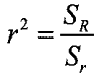 r² = S_R / S_r